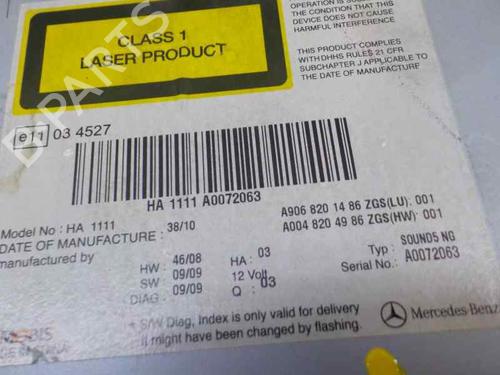 CLASS 1
LASER PRODUCT
OPERATION IS
THE CONDITION THAT THIS
DEVICE DOES NOT CAUSE
HARMFUL INTERFERENCE
THIS PRODUCT COMPLIES
WITH DHHS RULES 21 CFR
SUBCHAPTER J APPLICABLE TO
THE DATE OF MANUFACTURE
e11 03 4527
HA 1111 A0072063
Model No : HA 1111
38/10
DATE OF MANUFACTURE :
manufactured by
HW : 46/08
SW : 09/09
DIAG : 09/09
HA : 03
12 Volt
Q : 03
A906 820 14 86 ZGS(LU): 001
A004 820 49 86 ZGS(HW): 001
Typ : SOUND5 NG
Serial No.: A0072063
* S/W Diag, Index is only valid for delivery
it might have been changed by flashing.
Mercedes-Benz
B-PARTS